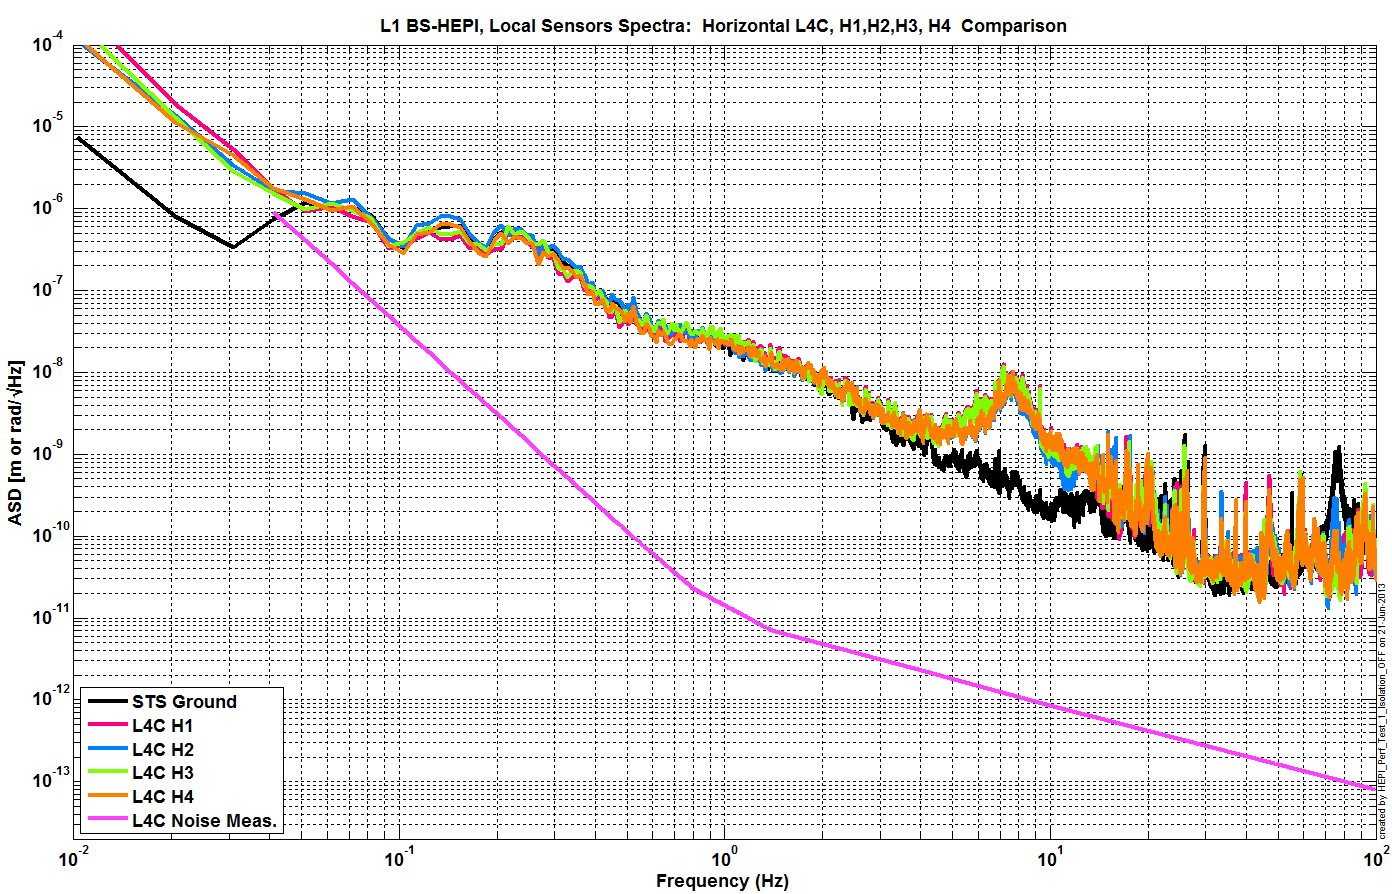 L1 BS-HEPI, Local Sensors Spectra:  Horizontal L4C, H1,H2,H3, H4  Comparison
10^-4
10^-5
10^-6
10^-7
10^-8
10^-9
10^-10
10^-11
10^-12
10^-13
ASD [m or rad/√Hz]
STS Ground
L4C H1
L4C H2
L4C H3
L4C H4
L4C Noise Meas.
10^-2 10^-1 10^0 10^1 10^2
Frequency (Hz)
created by HEPI_Perf_Test_1_Isolation_OFF on 21-Jun-2013